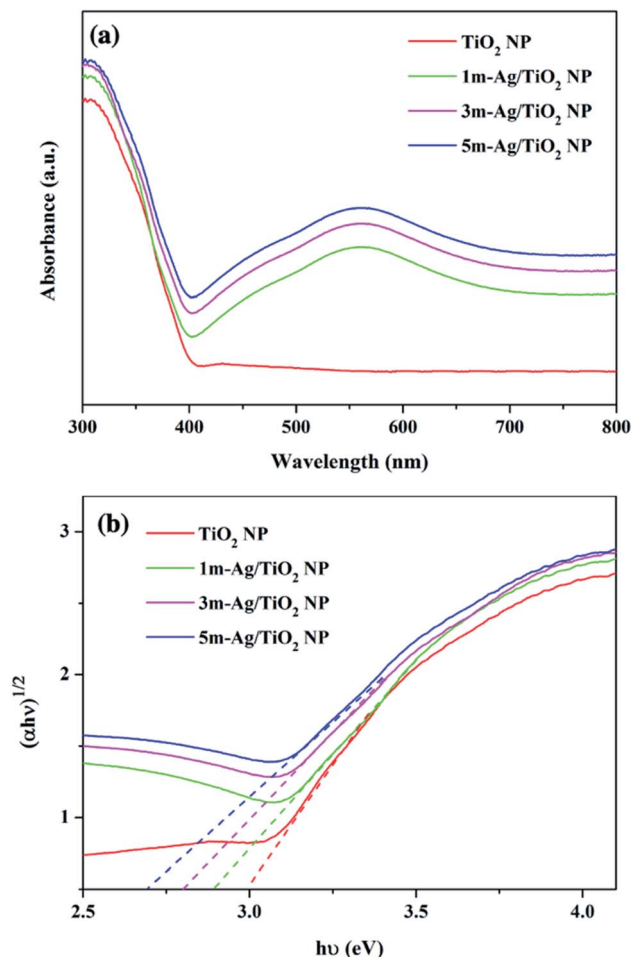 (a)
TiO₂ NP
1m-Ag/TiO₂ NP
3m-Ag/TiO₂ NP
5m-Ag/TiO₂ NP
Absorbance (a.u.)
300 400 500 600 700 800
Wavelength (nm)
(b)
TiO₂ NP
1m-Ag/TiO₂ NP
3m-Ag/TiO₂ NP
5m-Ag/TiO₂ NP
(αhν)^1/2
3
2
1
2.5 3.0 3.5 4.0
hυ (eV)